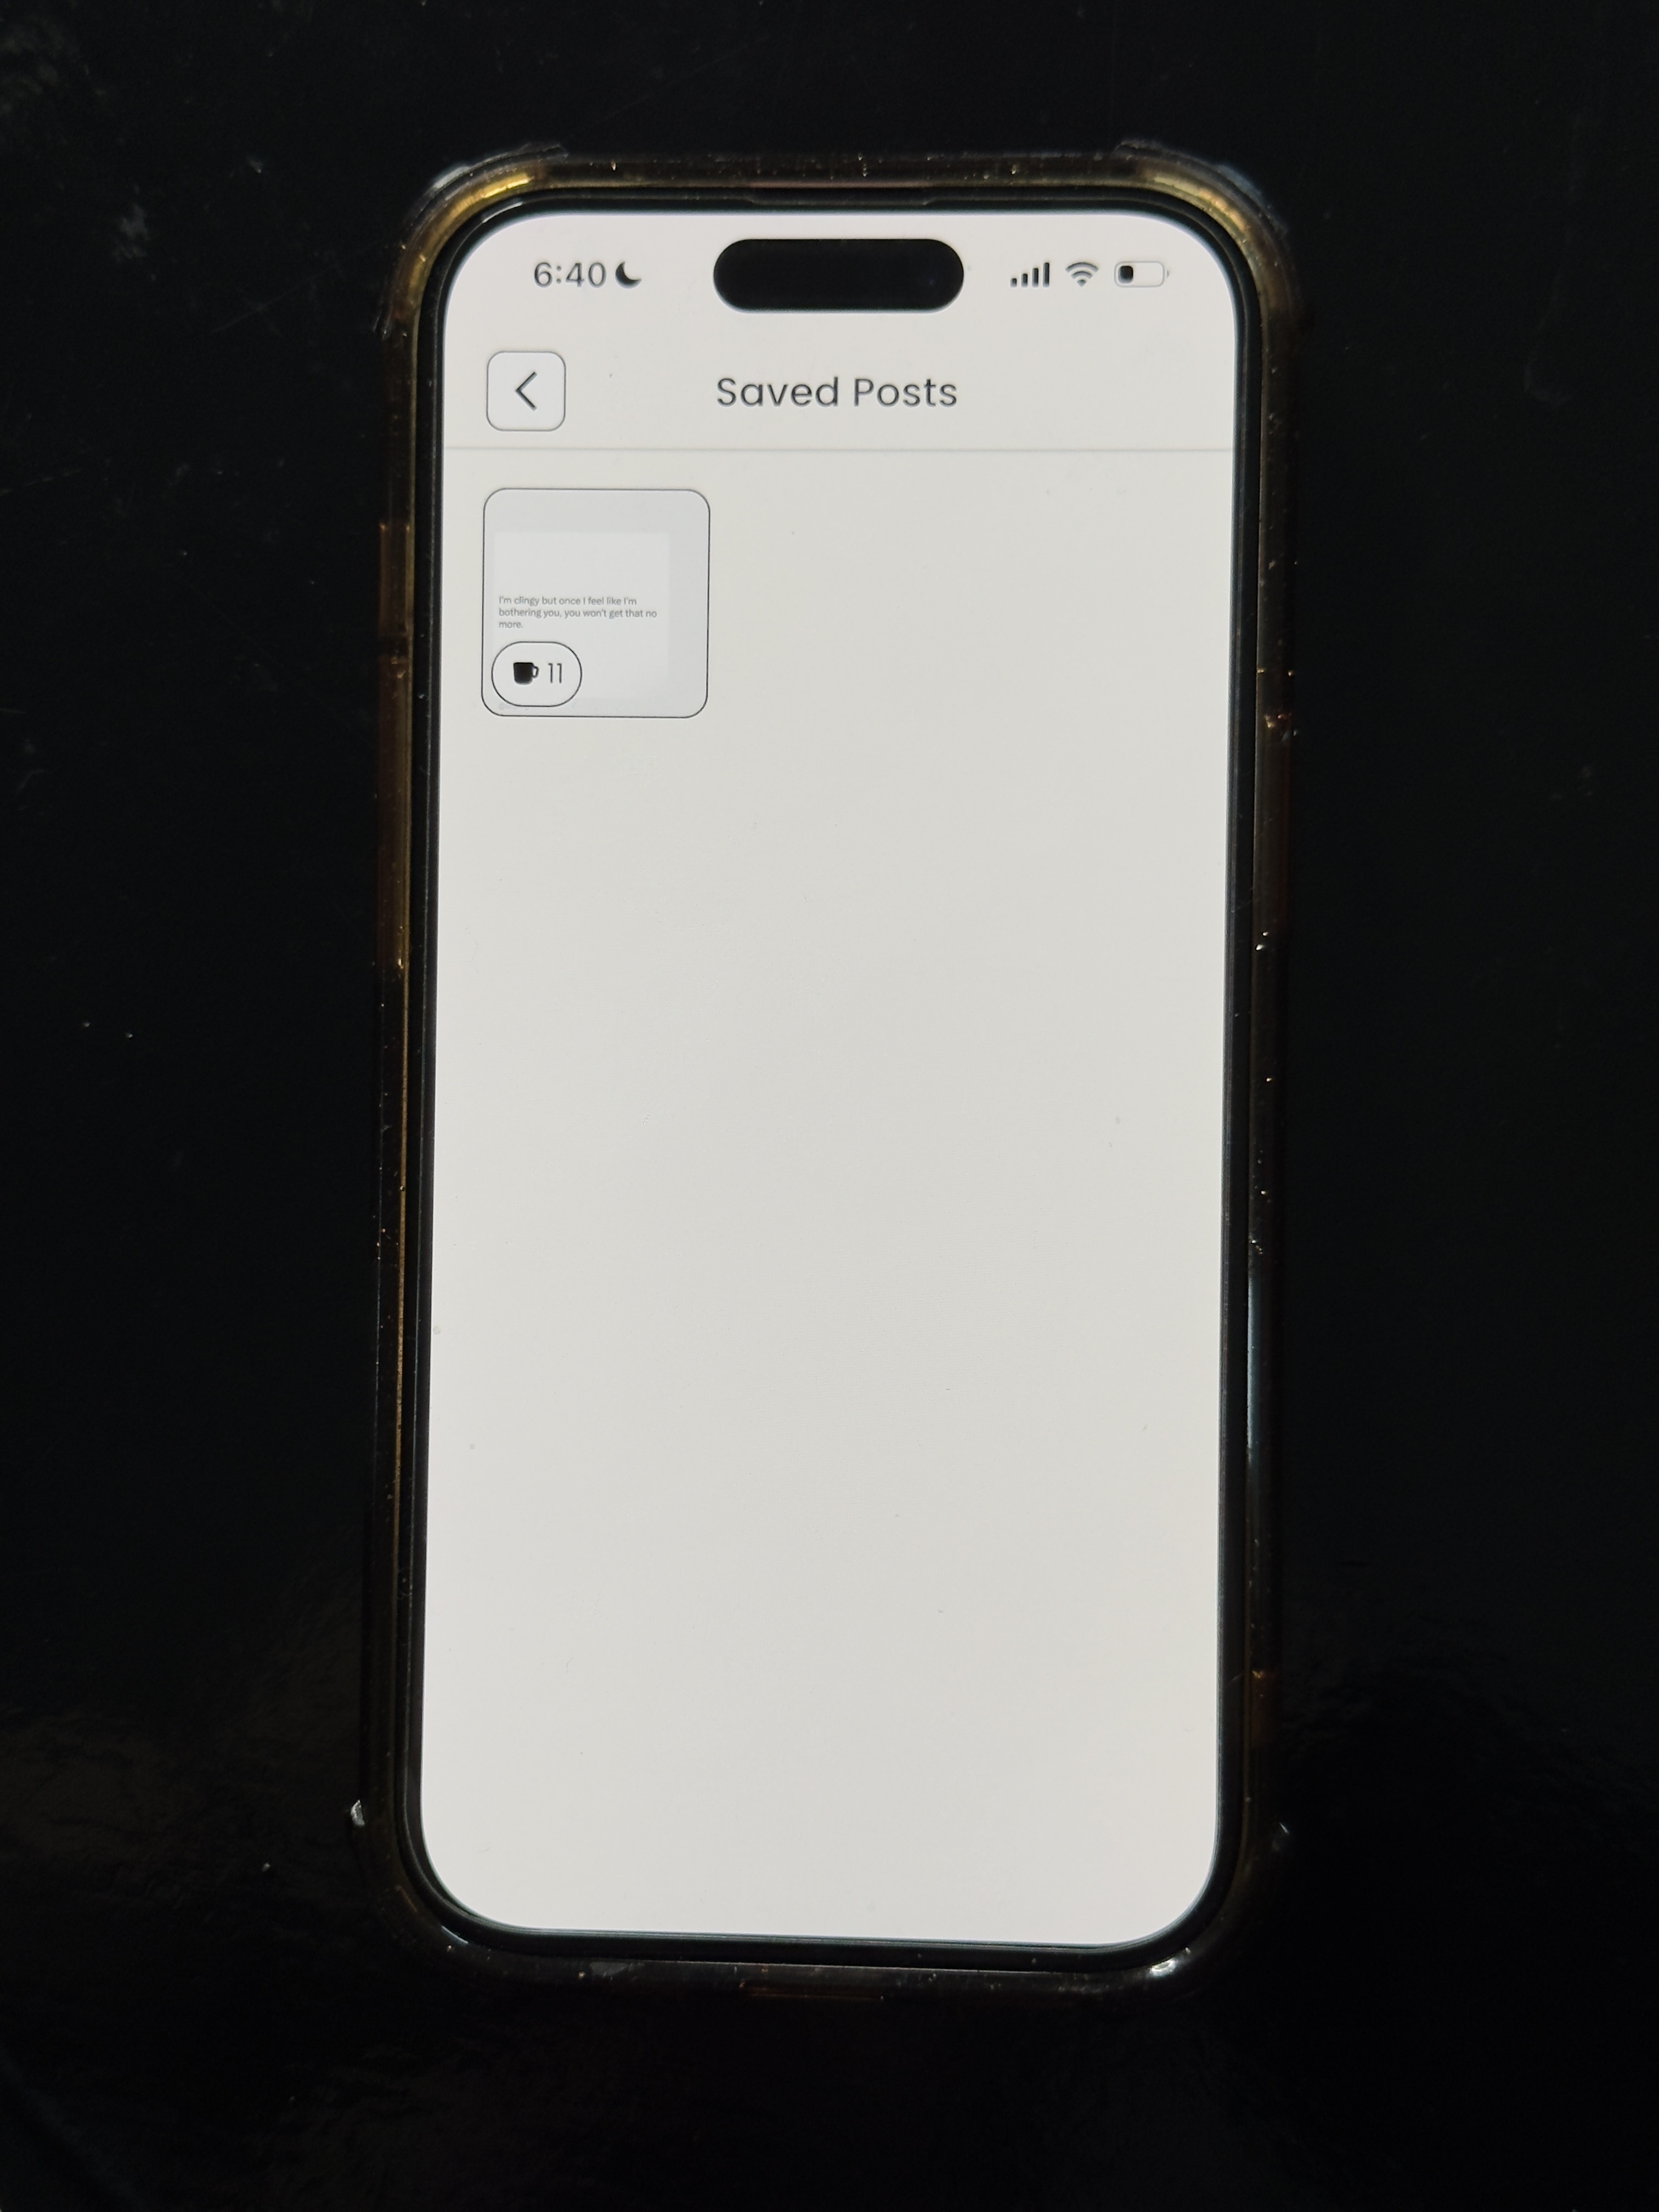 6:40
Saved Posts
I'm clingy but once I feel like I'm
bothering you, you won't get that no
more.
11